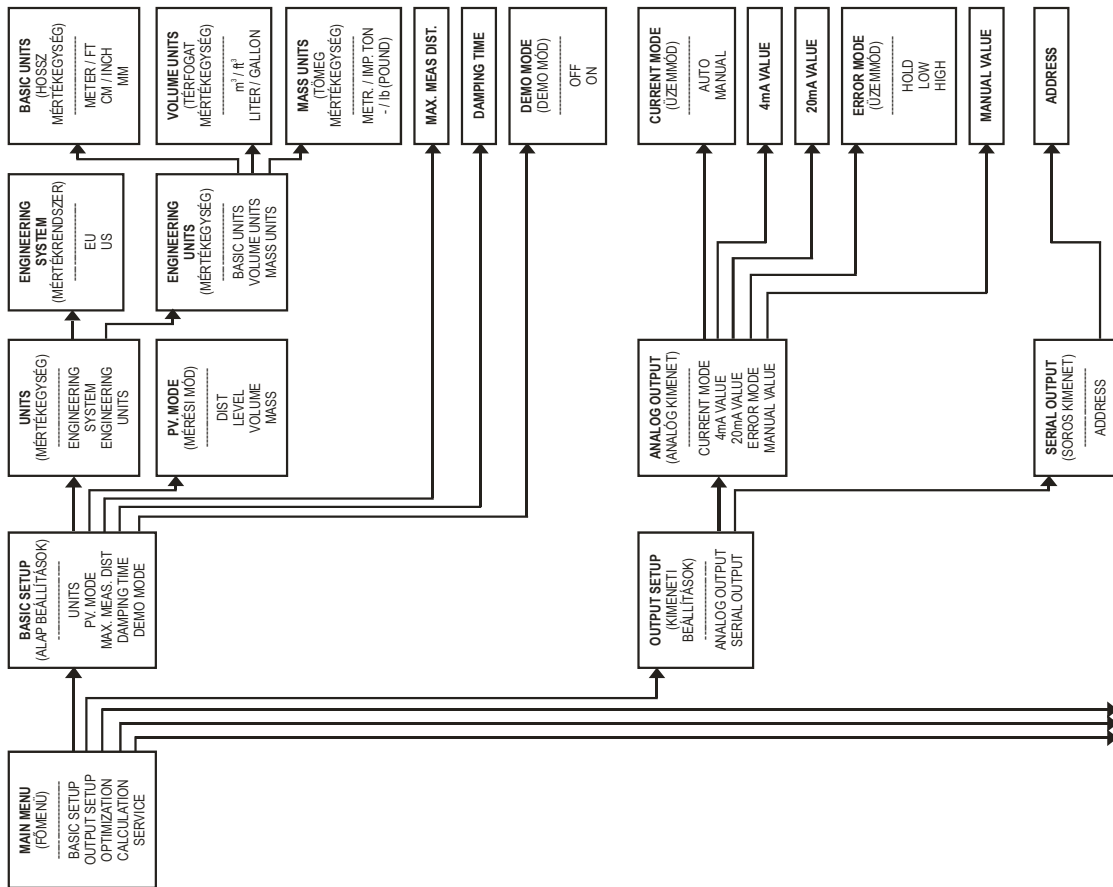 MAIN MENU
(FŐMENÜ)
BASIC SETUP
OUTPUT SETUP
OPTIMIZATION
CALCULATION
SERVICE
BASIC SETUP
(ALAP BEÁLLÍTÁSOK)
UNITS
PV. MODE
MAX. MEAS. DIST
DAMPING TIME
DEMO MODE
UNITS
(MÉRTÉKEGYSÉG)
ENGINEERING
SYSTEM
ENGINEERING
UNITS
ENGINEERING
SYSTEM
(MÉRTÉKRENDSZER)
EU
US
BASIC UNITS
(HOSSZ
MÉRTÉKEGYSÉG)
METER / FT
CM / INCH
MM
PV. MODE
(MÉRÉSI MÓD)
DIST
LEVEL
VOLUME
MASS
ENGINEERING
UNITS
(MÉRTÉKEGYSÉG)
BASIC UNITS
VOLUME UNITS
MASS UNITS
VOLUME UNITS
(TÉRFOGAT
MÉRTÉKEGYSÉG)
m³ / ft³
LITER / GALLON
MASS UNITS
(TÖMEG
MÉRTÉKEGYSÉG)
METR. / IMP. TON
- / lb (POUND)
MAX. MEAS DIST.
DAMPING TIME
DEMO MODE
(DEMO MÓD)
OFF
ON
OUTPUT SETUP
(KIMENETI
BEÁLLÍTÁSOK)
ANALOG OUTPUT
SERIAL OUTPUT
ANALOG OUTPUT
(ANALÓG KIMENET)
CURRENT MODE
4mA VALUE
20mA VALUE
ERROR MODE
MANUAL VALUE
CURRENT MODE
(ÜZEMMÓD)
AUTO
MANUAL
4mA VALUE
20mA VALUE
ERROR MODE
(ÜZEMMÓD)
HOLD
LOW
HIGH
MANUAL VALUE
SERIAL OUTPUT
(SOROS KIMENET)
ADDRESS
ADDRESS